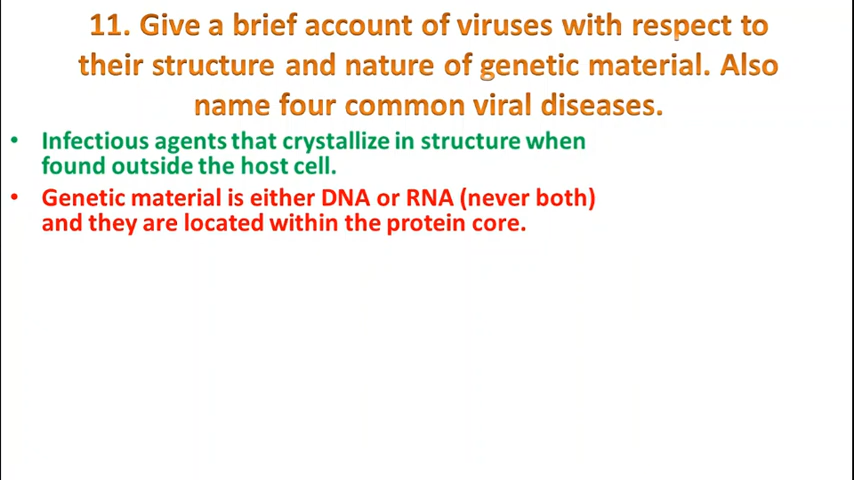 11. Give a brief account of viruses with respect to
their structure and nature of genetic material. Also
name four common viral diseases.
• Infectious agents that crystallize in structure when
found outside the host cell.
• Genetic material is either DNA or RNA (never both)
and they are located within the protein core.